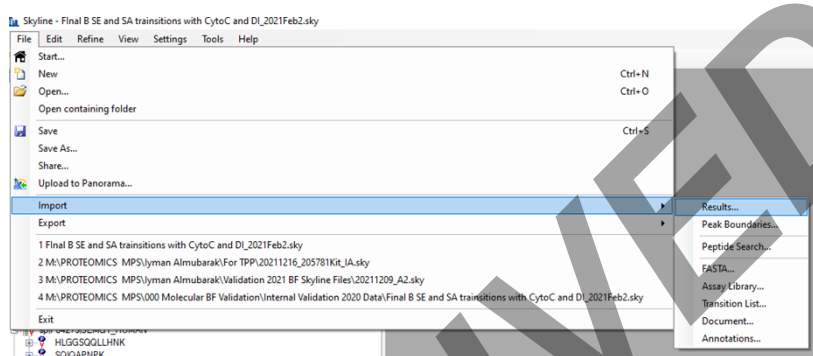 Skyline - FInal B SE and SA trainsitions with CytoC and DI_2021Feb2.sky
File Edit Refine View Settings Tools Help
Start...
New Ctrl+N
Open... Ctrl+O
Open containing folder
Save Ctrl+S
Save As...
Share...
Upload to Panorama...
Import
Export
1 FInal B SE and SA trainsitions with CytoC and DI_2021Feb2.sky
2 M:\PROTEOMICS MPS\Iyman Almubarak\For TPP\20211216_205781Kit_IA.sky
3 M:\PROTEOMICS MPS\Iyman Almubarak\Validation 2021 BF Skyline Files\20211209_A2.sky
4 M:\PROTEOMICS MPS\000 Molecular BF Validation\Internal Validation 2020 Data\Final B SE and SA trainsitions with CytoC and DI_2021Feb2.sky
Exit
Results...
Peak Boundaries...
Peptide Search...
FASTA...
Assay Library...
Transition List...
Document...
Annotations...
HLGGSQQLLHNK
SQIQAPNPK